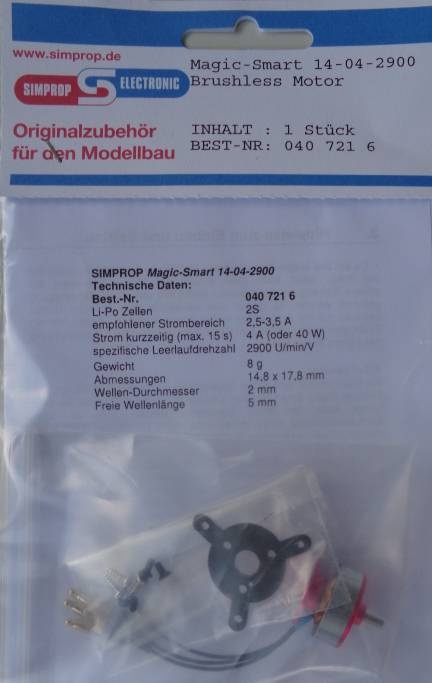 www.simprop.de
SIMPROP ELECTRONIC
Originalzubehör
für den Modellbau
Magic-Smart 14-04-2900
Brushless Motor
INHALT : 1 Stück
BEST-NR: 040 721 6
SIMPROP Magic-Smart 14-04-2900
Technische Daten:
Best.-Nr. 040 721 6
Li-Po Zellen 2S
empfohlener Strombereich 2,5-3,5 A
Strom kurzzeitig (max. 15 s) 4 A (oder 40 W)
spezifische Leerlaufdrehzahl 2900 U/min/V
Gewicht 8 g
Abmessungen 14,8 x 17,8 mm
Wellen-Durchmesser 2 mm
Freie Wellenlänge 5 mm